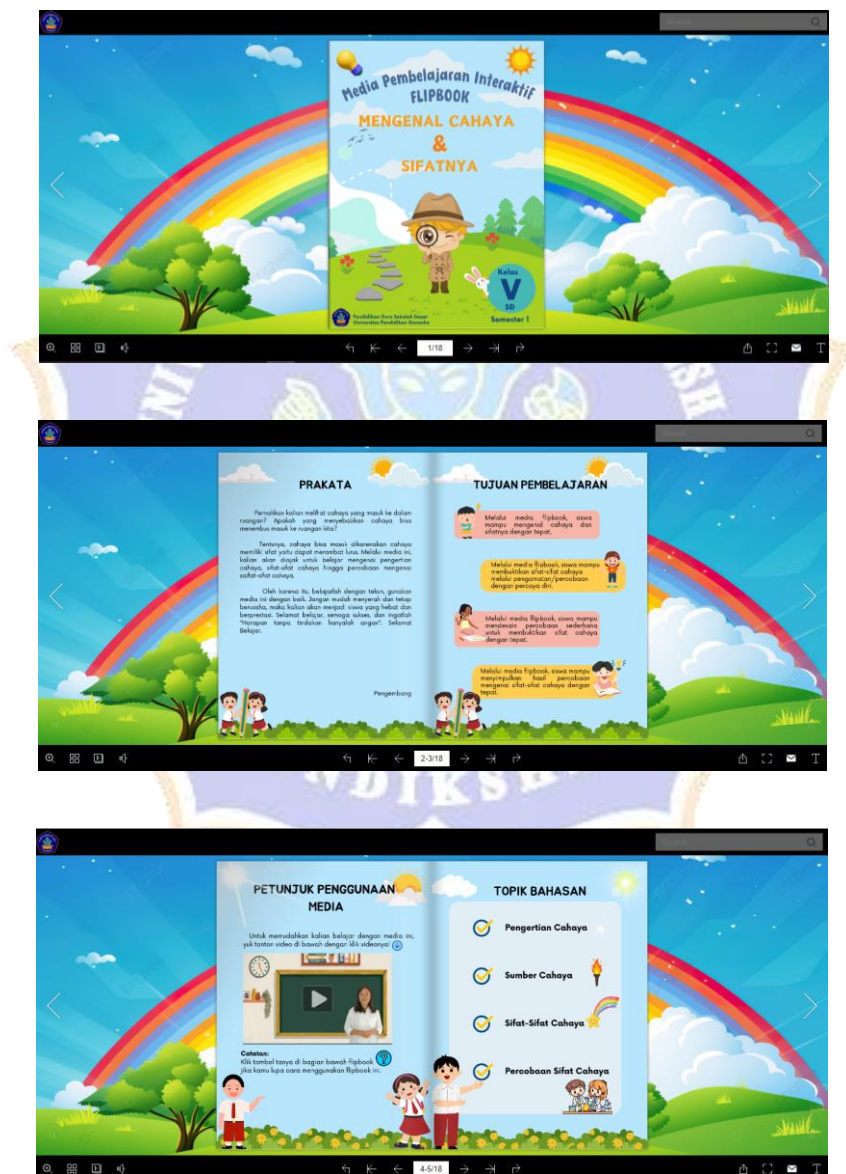 Search
Media Pembelajaran Interaktif
FLIPBOOK
MENGENAL CAHAYA
&
SIFATNYA
Kelas
V
SD
Semester 1
Pendidikan Guru Sekolah Dasar
Universitas Pendidikan Ganesha
1/18
PRAKATA
Pernahkan kalian melihat cahaya yang masuk ke dalam
ruangan? Apakah yang menyebabkan cahaya bisa
menembus masuk ke ruangan kita?
Tentunya, cahaya bisa masuk dikarenakan cahaya
memiliki sifat yaitu dapat merambat lurus. Melalui media ini,
kalian akan diajak untuk belajar mengenai pengertian
cahaya, sifat-sifat cahaya hingga percobaan mengenai
saifat-sifat cahaya.
Oleh karena itu, belajarlah dengan tekun, gunakan
media ini dengan baik. Jangan mudah menyerah dan tetap
berusaha, maka kalian akan menjadi siswa yang hebat dan
berprestasi. Selamat belajar, semoga sukses, dan ingatlah
"Harapan tanpa tindakan hanyalah angan". Selamat
Belajar.
Pengembang
TUJUAN PEMBELAJARAN
Melalui media flipbook, siswa
mampu mengenal cahaya dan
sifatnya dengan tepat.
Melalui media flipbook, siswa mampu
membuktikan sifat-sifat cahaya
melalui pengamatan/percobaan
dengan percaya diri.
Melalui media flipbook, siswa mampu
mendesain percobaan sederhana
untuk membuktikan sifat cahaya
dengan tepat.
Melalui media flipbook, siswa mampu
menyimpulkan hasil percobaan
mengenai sifat-sifat cahaya dengan
tepat.
2-3/18
PETUNJUK PENGGUNAAN
MEDIA
Untuk memudahkan kalian belajar dengan media ini,
yuk tonton video di bawah dengan klik videonya!
Catatan:
Klik tombol tanya di bagian bawah flipbook
jika kamu lupa cara menggunakan flipbook ini.
TOPIK BAHASAN
Pengertian Cahaya
Sumber Cahaya
Sifat-Sifat Cahaya
Percobaan Sifat Cahaya
4-5/18